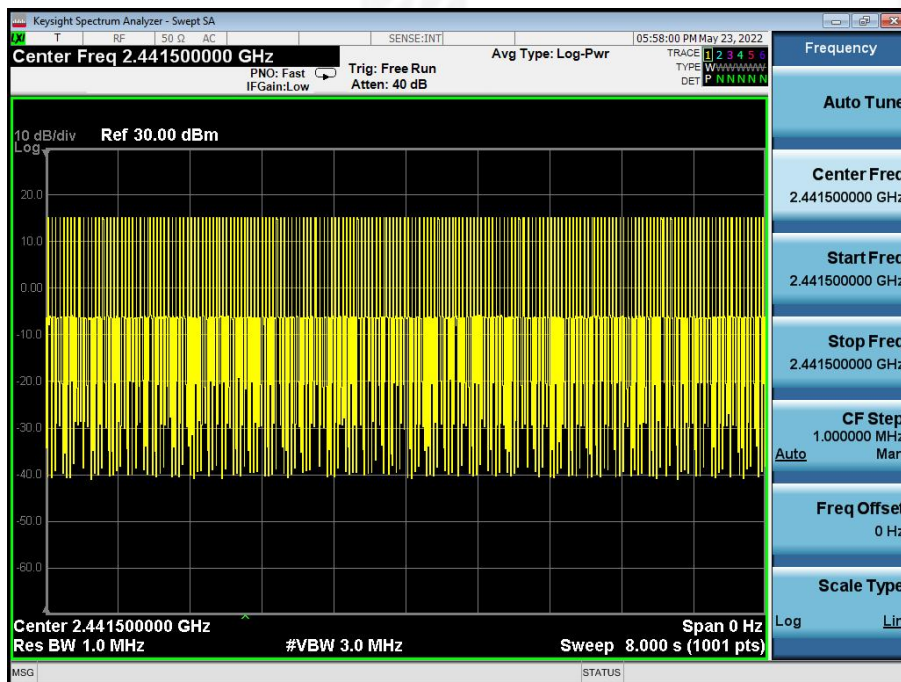 Keysight Spectrum Analyzer - Swept SA
LXI T RF 50 Ω AC SENSE:INT 05:58:00 PM May 23, 2022
Center Freq 2.441500000 GHz
PNO: Fast
IFGain:Low
Trig: Free Run
Atten: 40 dB
Avg Type: Log-Pwr
TRACE 1 2 3 4 5 6
TYPE WWWWWWW
DET P N N N N N
10 dB/div Ref 30.00 dBm
Log
20.0
10.0
0.00
-10.0
-20.0
-30.0
-40.0
-50.0
-60.0
Center 2.441500000 GHz Span 0 Hz
Res BW 1.0 MHz #VBW 3.0 MHz Sweep 8.000 s (1001 pts)
MSG STATUS
Frequency
Auto Tune
Center Freq
2.441500000 GHz
Start Freq
2.441500000 GHz
Stop Freq
2.441500000 GHz
CF Step
1.000000 MHz
Auto Man
Freq Offset
0 Hz
Scale Type
Log Lin